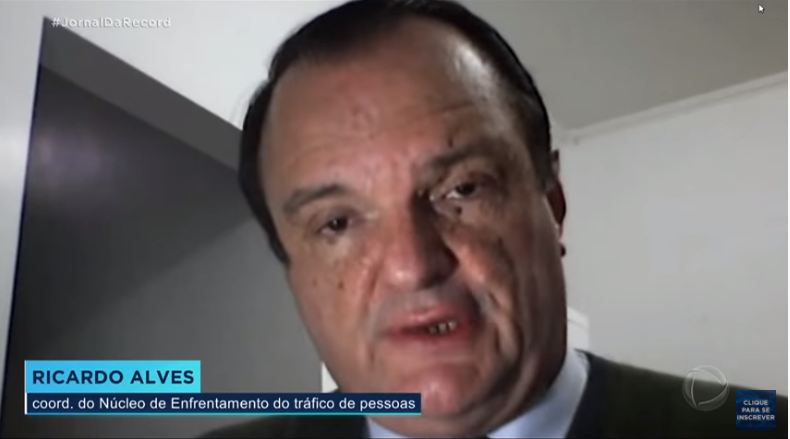 #JornalDaRecord
RICARDO ALVES
coord. do Núcleo de Enfrentamento do tráfico de pessoas
CLIQUE
PARA SE
INSCREVER